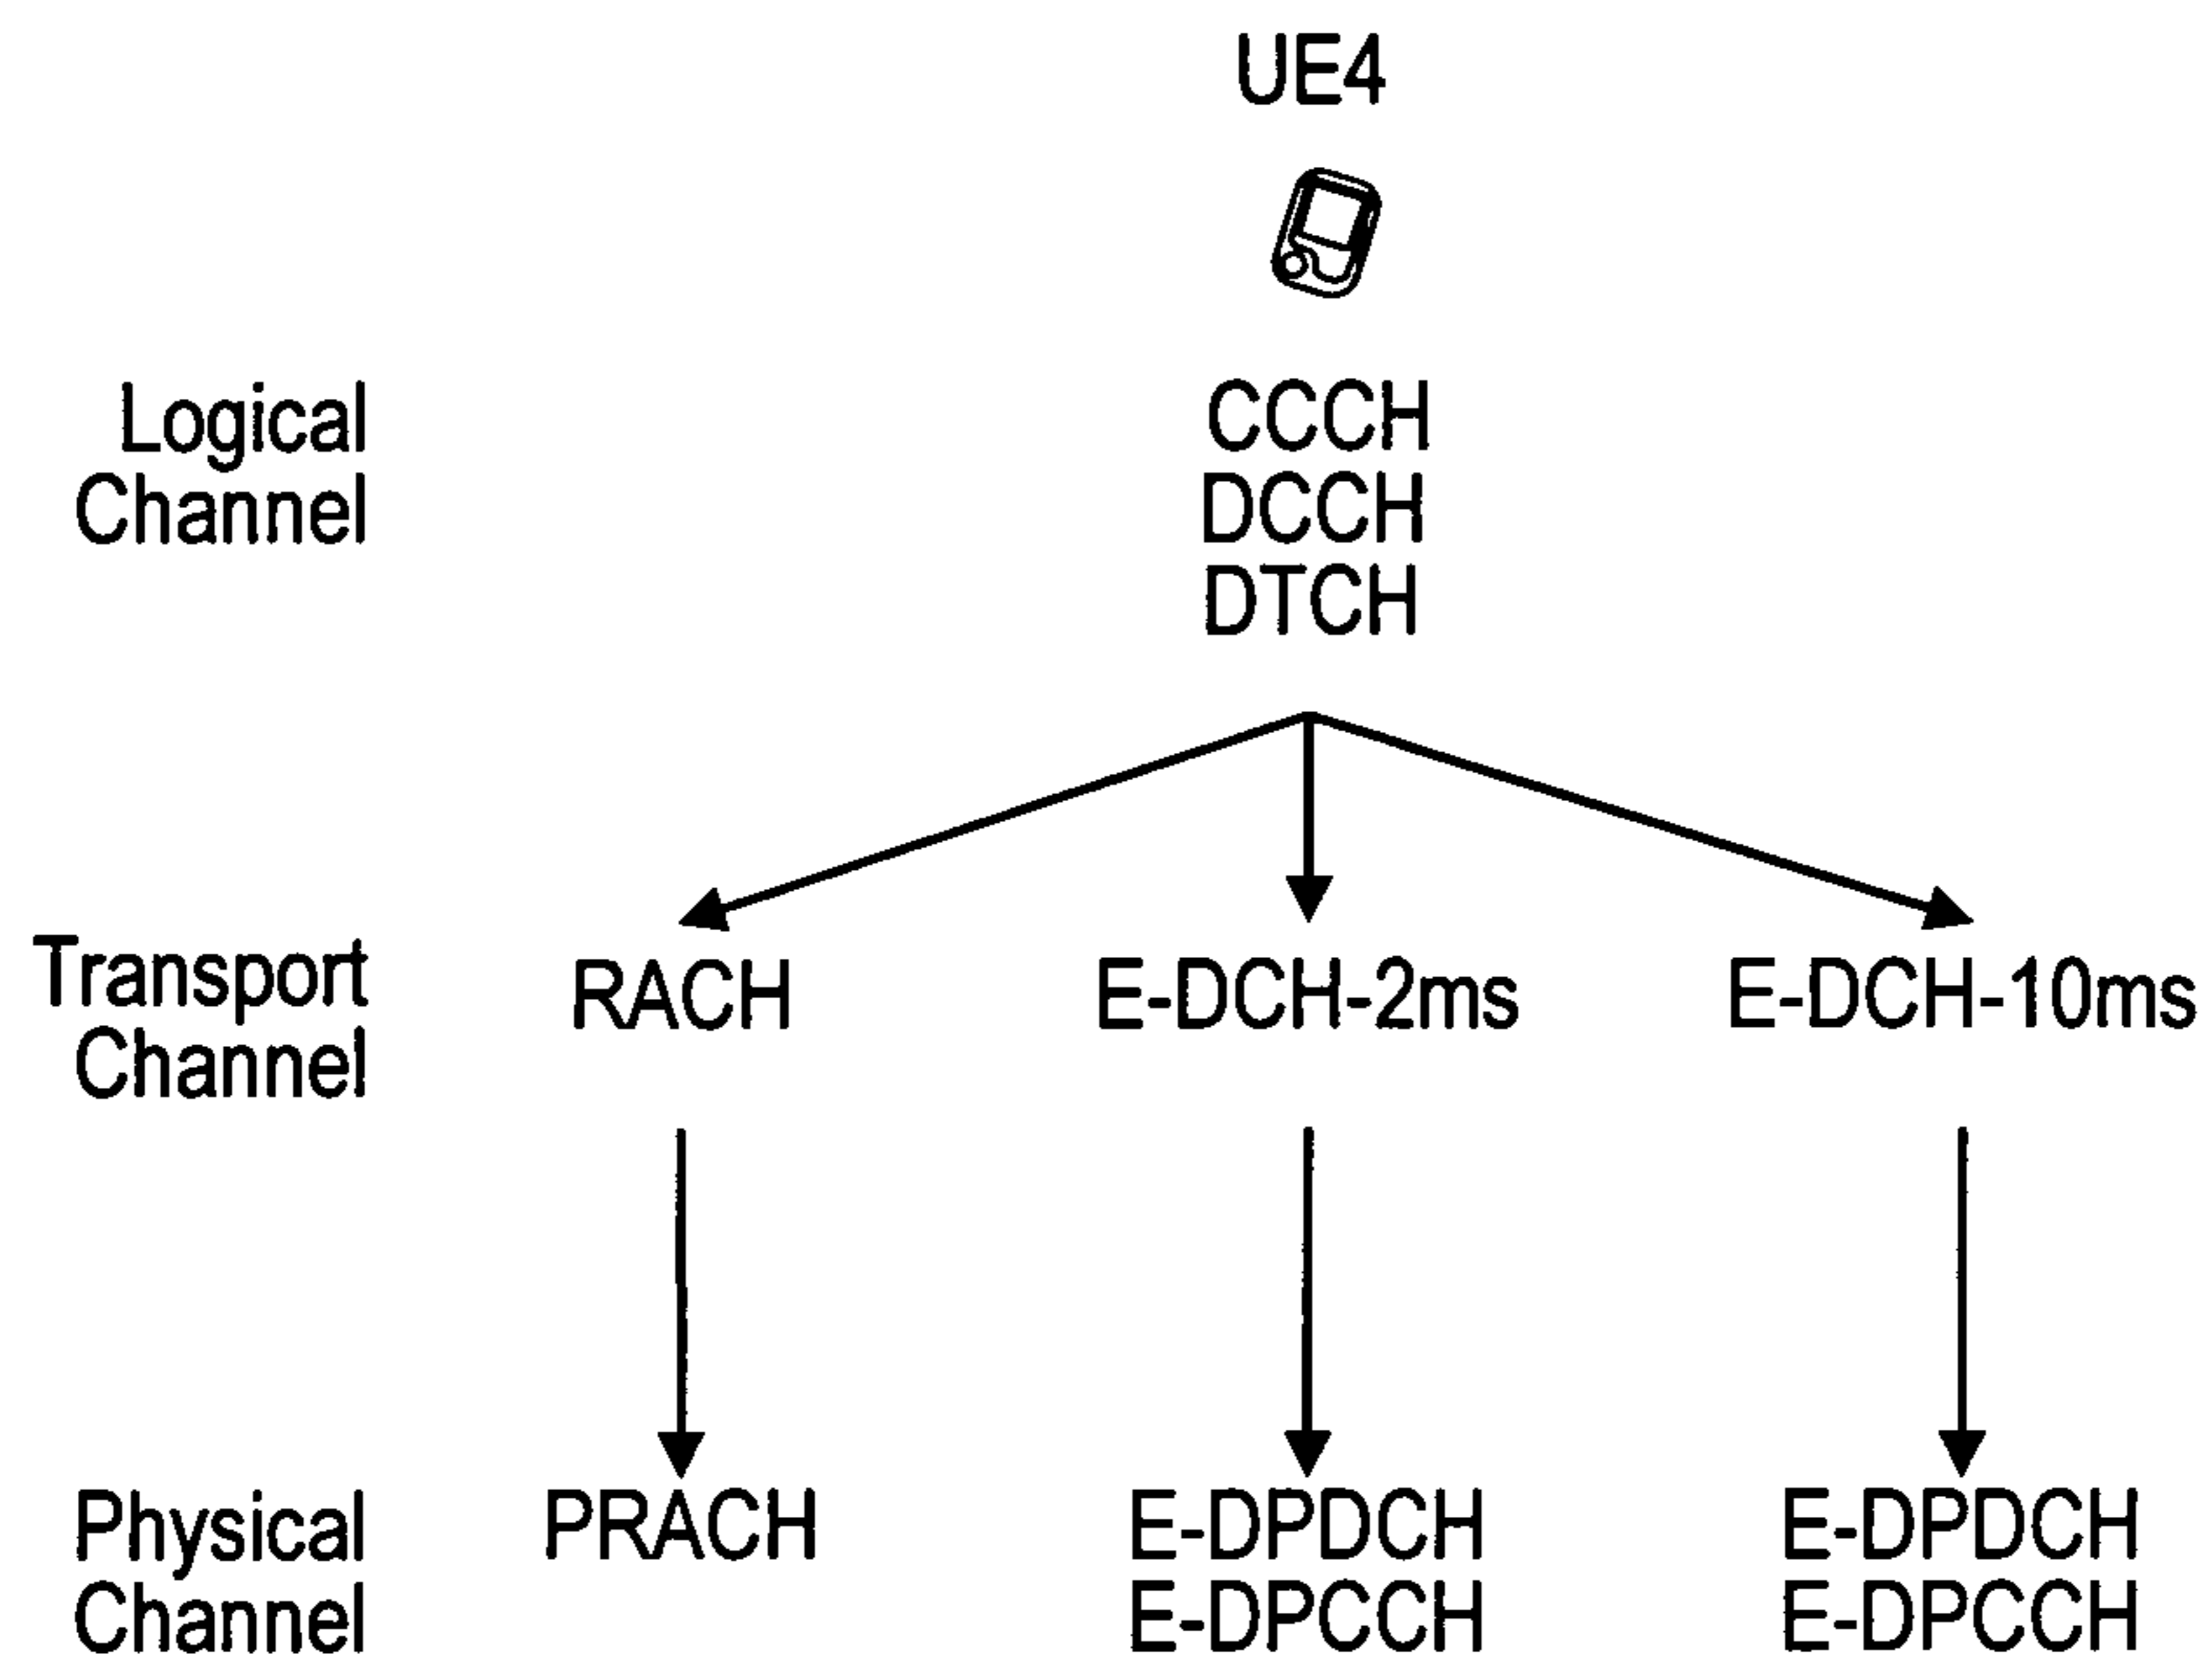 UE4
Logical
Channel
CCCH
DCCH
DTCH
Transport
Channel
RACH
E-DCH-2ms
E-DCH-10ms
Physical
Channel
PRACH
E-DPDCH
E-DPCCH
E-DPDCH
E-DPCCH